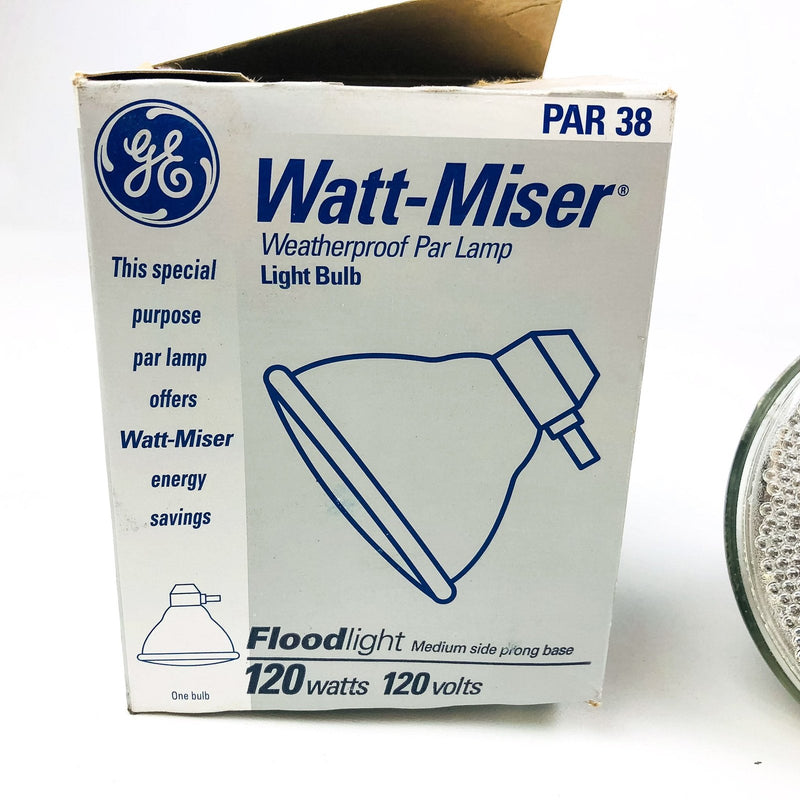 GE
PAR 38
Watt-Miser®
Weatherproof Par Lamp
Light Bulb
This special
purpose
par lamp
offers
Watt-Miser
energy
savings
One bulb
Floodlight Medium side prong base
120 watts 120 volts